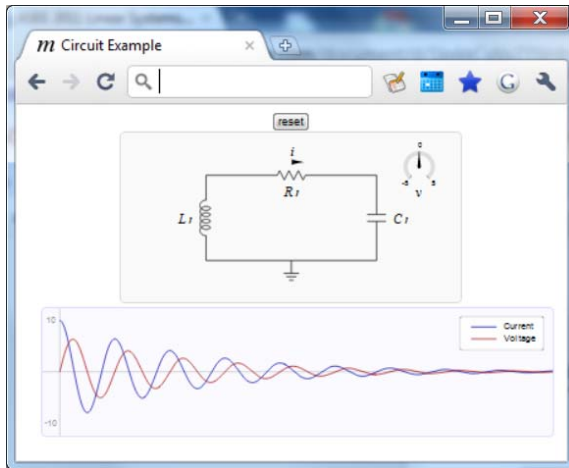 m Circuit Example
reset
i
0
R1
-5 5
v
L1
C1
10
Current
Voltage
-10